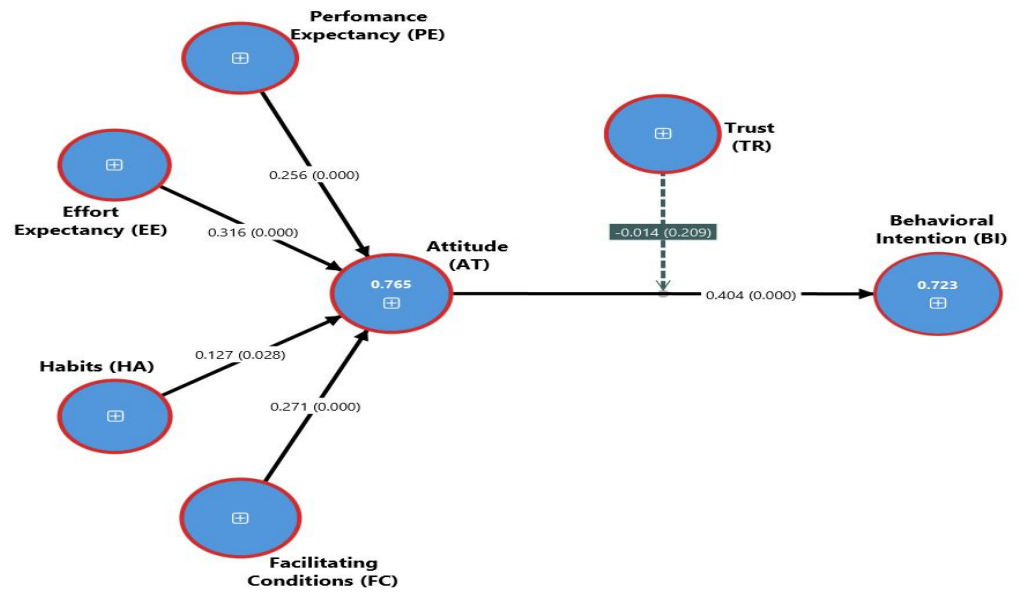 Perfomance
Expectancy (PE)
Trust
(TR)
0.256 (0.000)
Effort
Expectancy (EE)
0.316 (0.000)
-0.014 (0.209)
Behavioral
Intention (BI)
Attitude
(AT)
0.765
0.723
0.404 (0.000)
0.127 (0.028)
Habits (HA)
0.271 (0.000)
Facilitating
Conditions (FC)